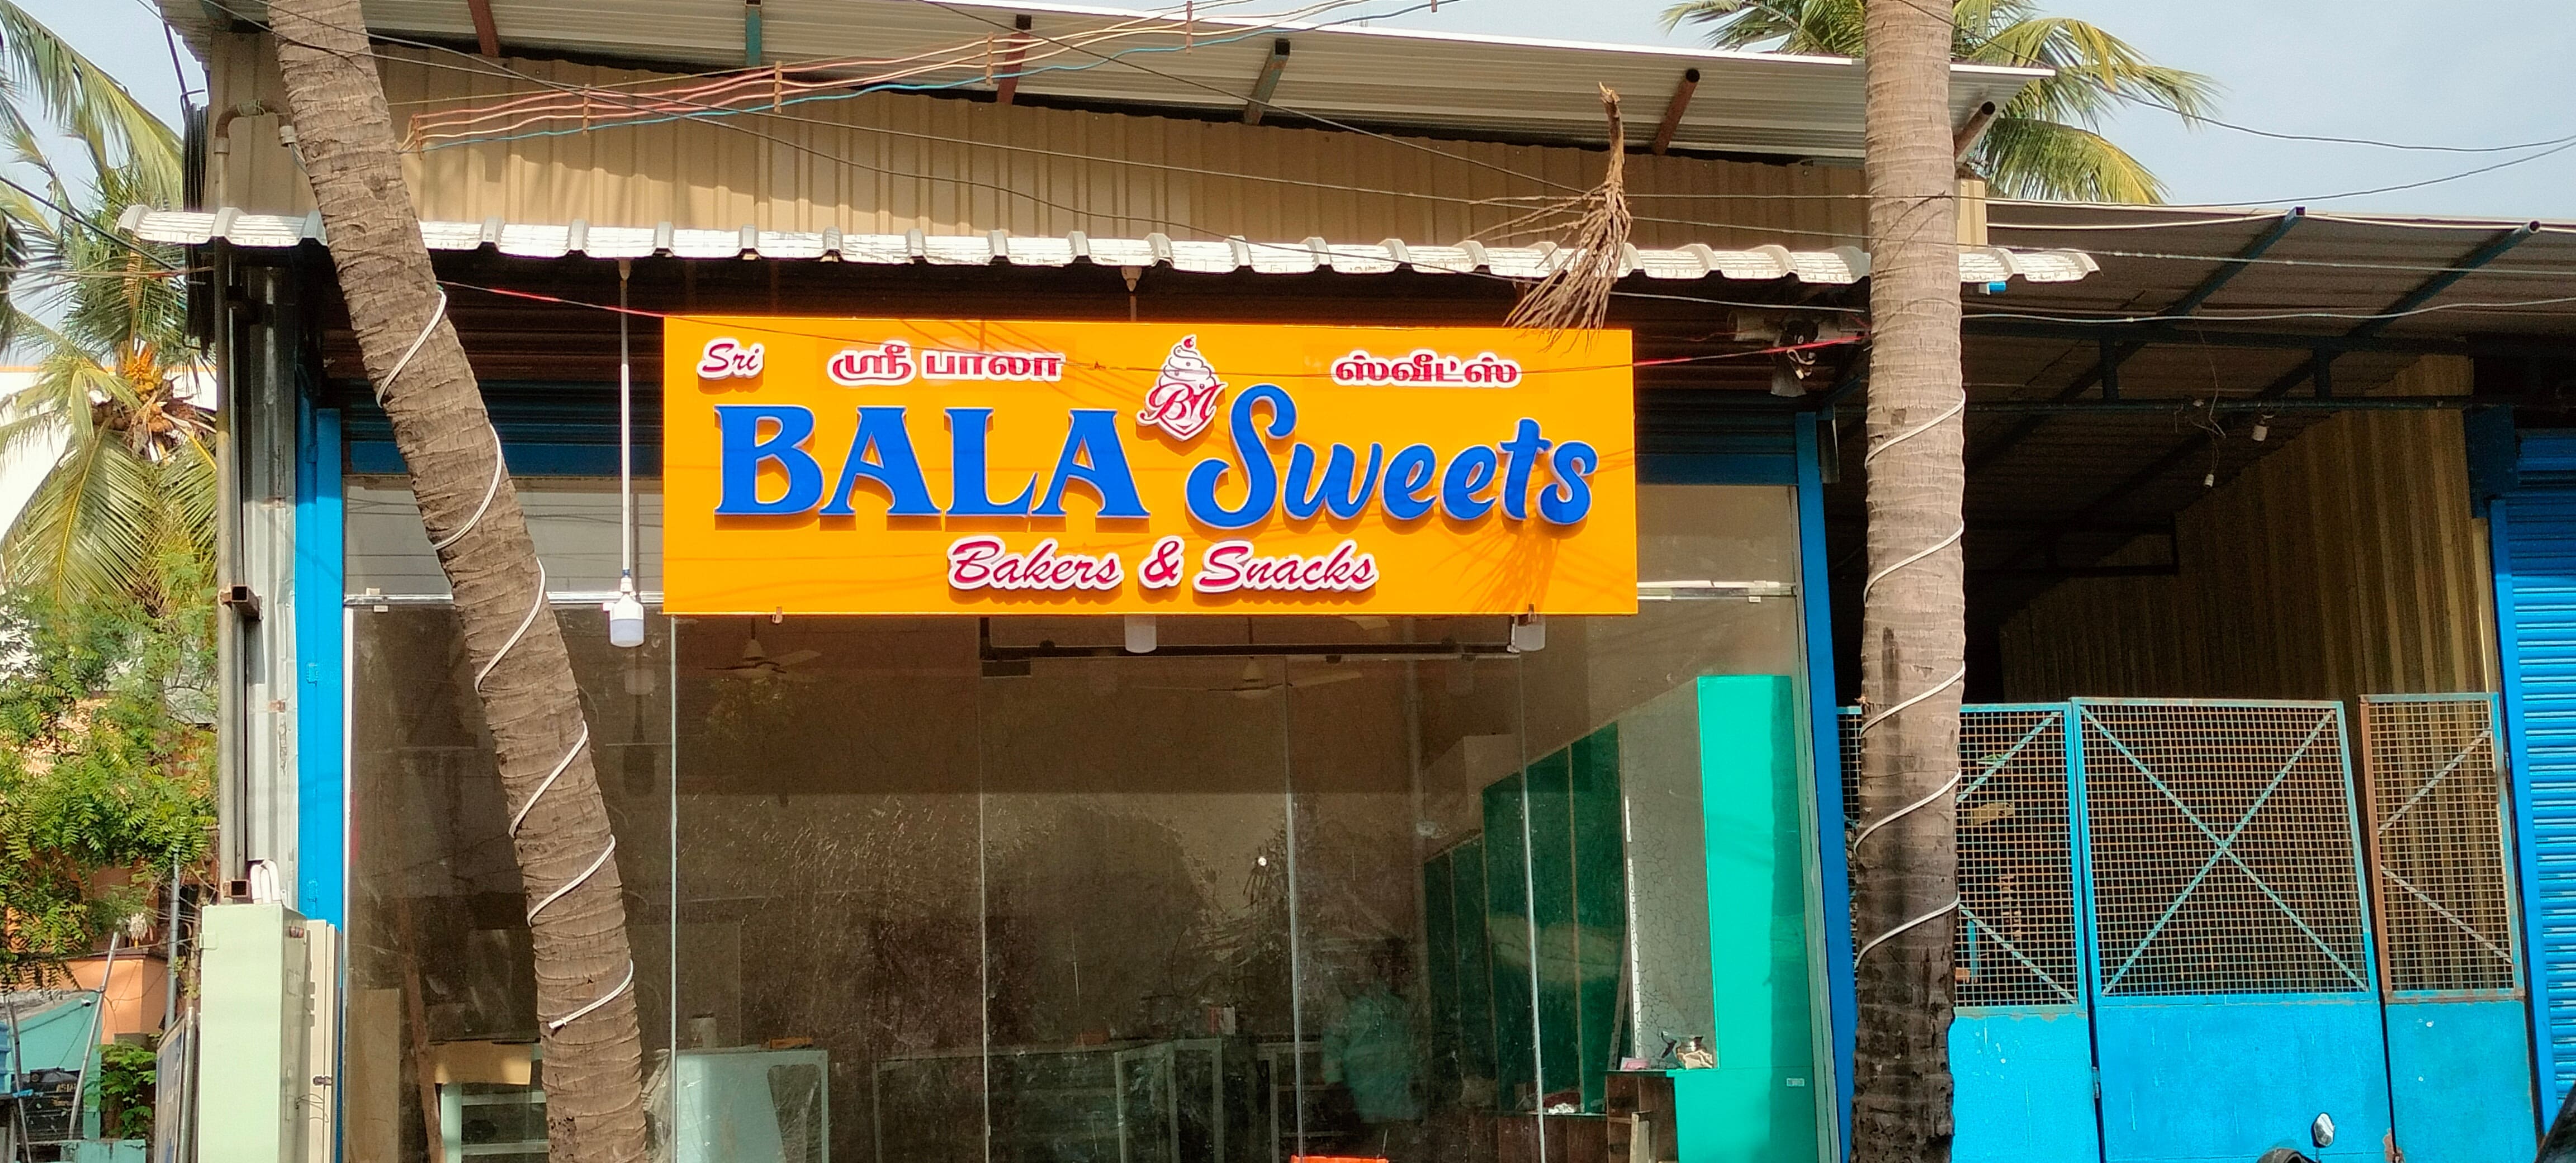 Sri ஸ்ரீ பாலா ஸ்வீட்ஸ்
BALA Sweets
Bakers & Snacks